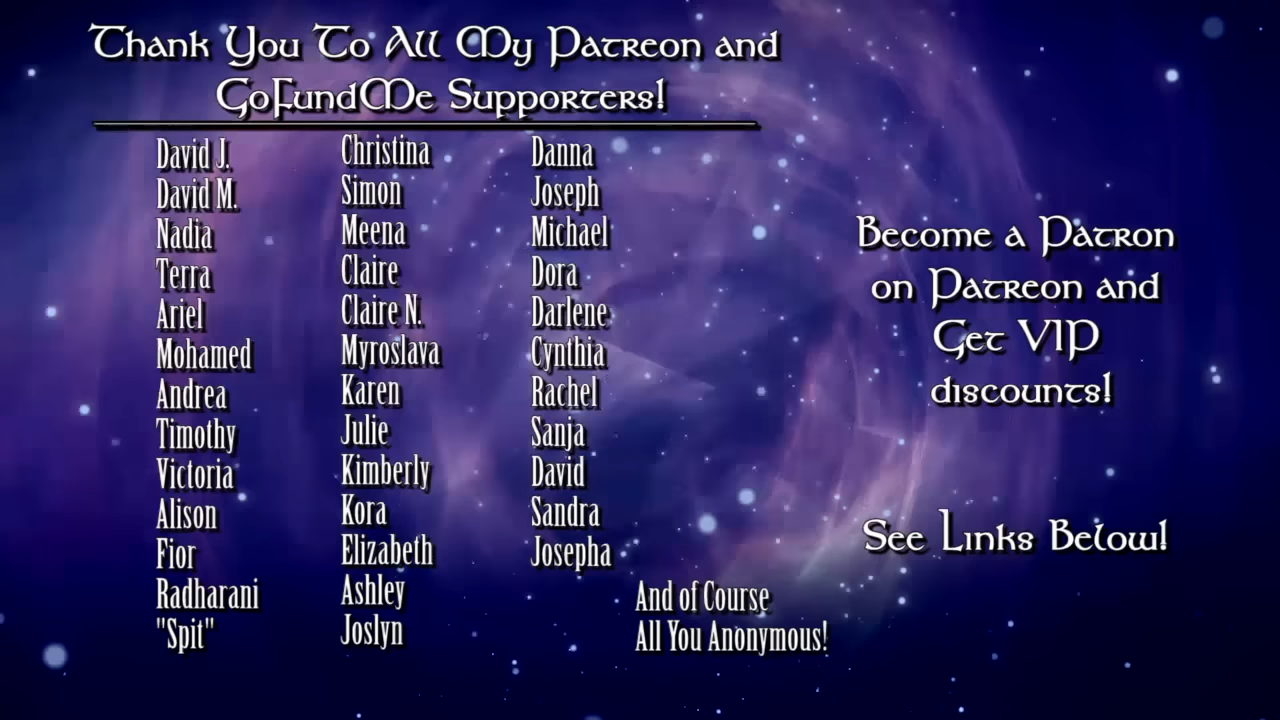 Thank You To All My Patreon and
GoFundMe Supporters!
David J.
David M.
Nadia
Terra
Ariel
Mohamed
Andrea
Timothy
Victoria
Alison
Fior
Radharani
"Spit"
Christina
Simon
Meena
Claire
Claire N.
Myroslava
Karen
Julie
Kimberly
Kora
Elizabeth
Ashley
Joslyn
Danna
Joseph
Michael
Dora
Darlene
Cynthia
Rachel
Sanja
David
Sandra
Josepha
And of Course
All You Anonymous!
Become a Patron
on Patreon and
Get VIP
discounts!
See Links Below!